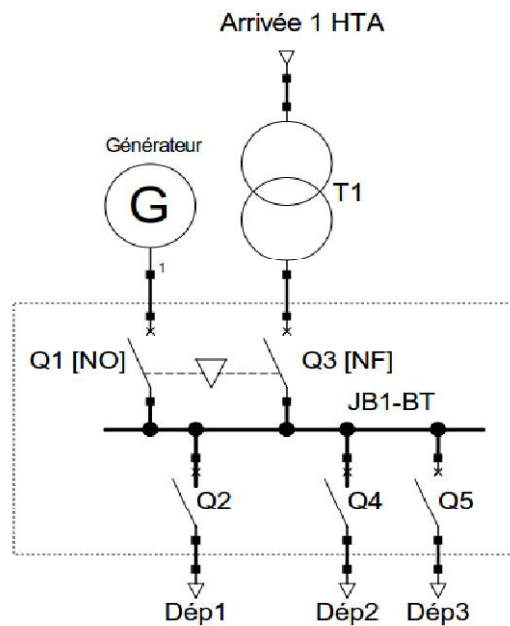 Arrivée 1 HTA
Générateur
G
T1
1
Q1 [NO]
Q3 [NF]
JB1-BT
Q2
Q4
Q5
Dép1
Dép2
Dép3